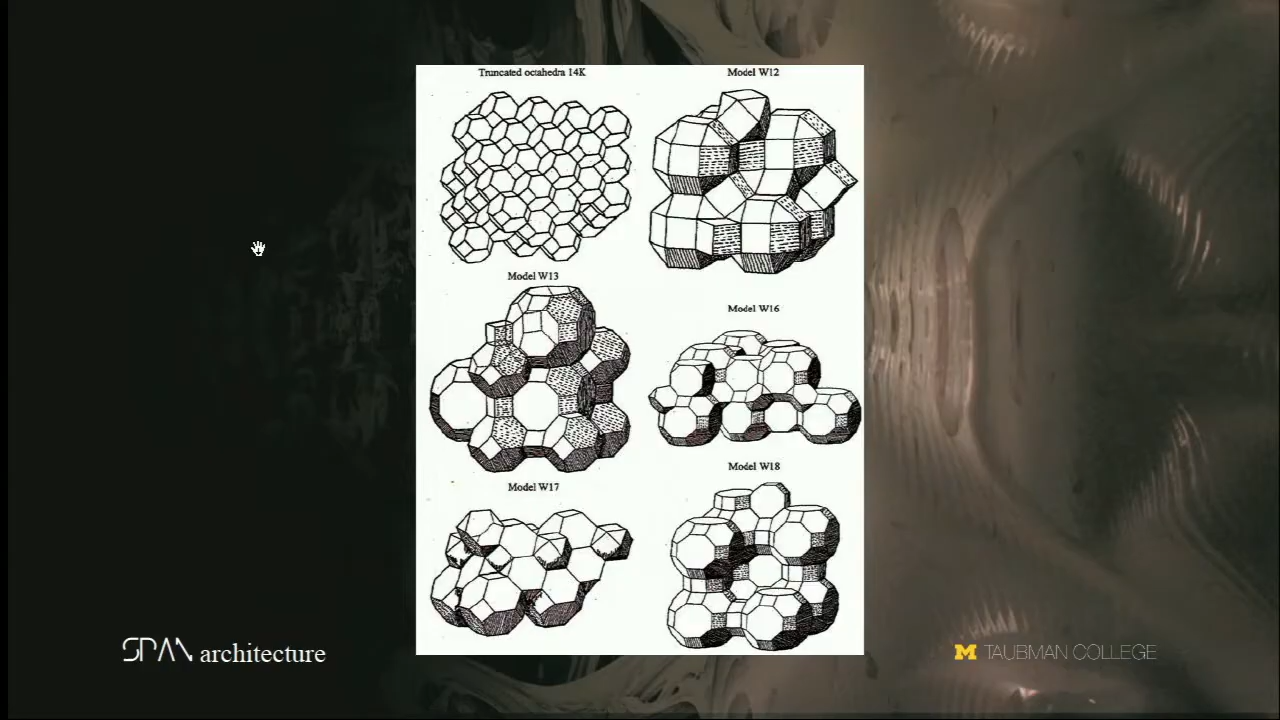 Truncated octahedra 14K
Model W12
Model W13
Model W16
Model W17
Model W18
SPAN architecture
M TAUBMAN COLLEGE